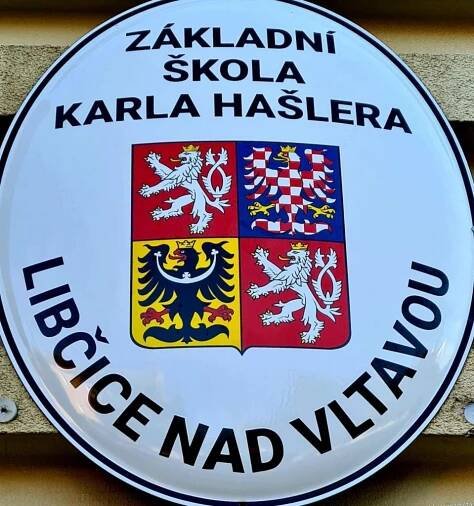 ZÁKLADNÍ
ŠKOLA
KARLA HAŠLERA
LIBČICE NAD VLTAVOU